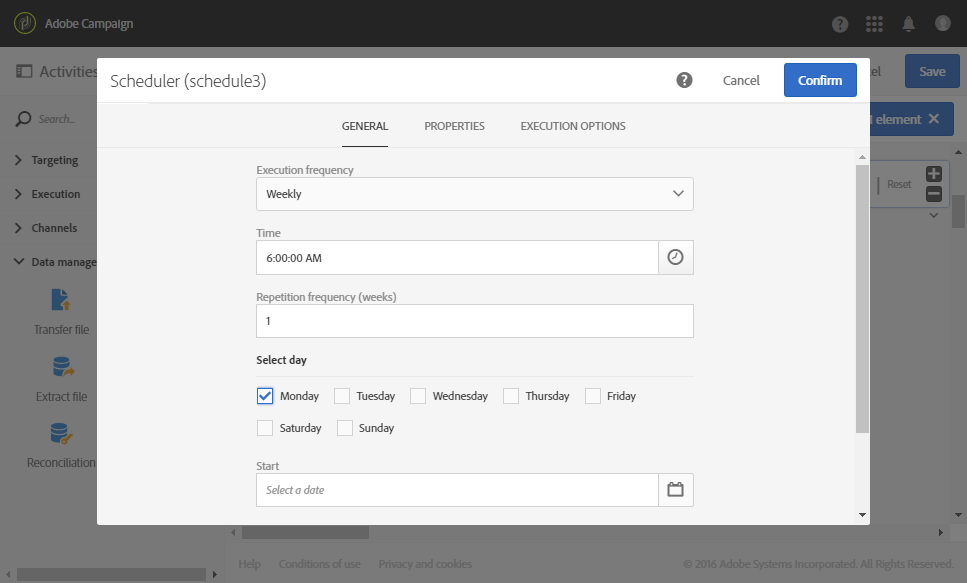 Adobe Campaign
Activities
Save
Scheduler (schedule3)
Cancel
Confirm
Search...
element
GENERAL
PROPERTIES
EXECUTION OPTIONS
Targeting
Execution frequency
Reset
Execution
Weekly
Channels
Time
Data manage
6:00:00 AM
Repetition frequency (weeks)
1
Transfer file
Select day
Extract file
Monday
Tuesday
Wednesday
Thursday
Friday
Saturday
Sunday
Reconciliation
Start
Select a date
Help
Conditions of use
Privacy and cookies
© 2016 Adobe Systems Incorporated. All Rights Reserved.